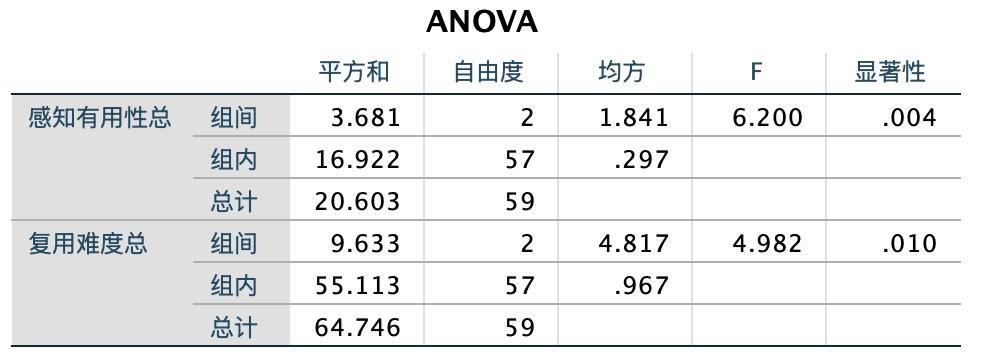 ANOVA
平方和 自由度 均方 F 显著性
感知有用性总 组间 3.681 2 1.841 6.200 .004
组内 16.922 57 .297
总计 20.603 59
复用难度总 组间 9.633 2 4.817 4.982 .010
组内 55.113 57 .967
总计 64.746 59